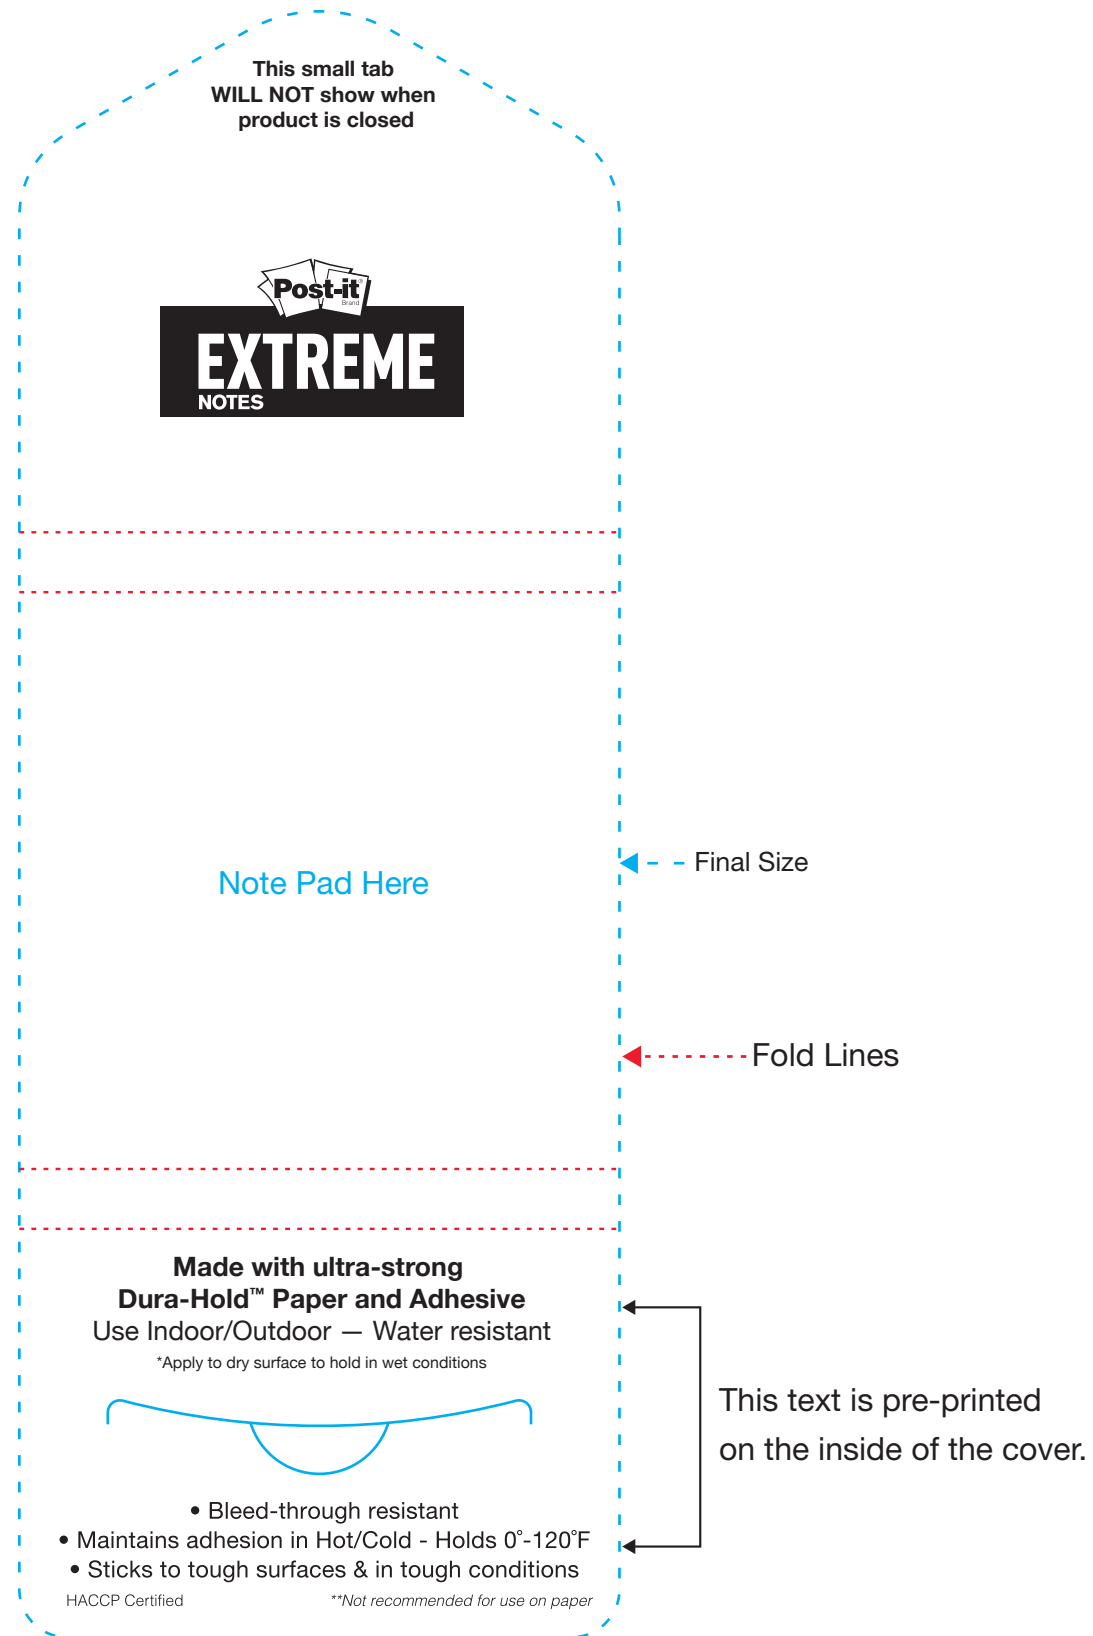 This small tab
WILL NOT show when
product is closed
Post-it®
Brand
EXTREME
NOTES
Note Pad Here
Final Size
Fold Lines
Made with ultra-strong
Dura-Hold™ Paper and Adhesive
Use Indoor/Outdoor — Water resistant
*Apply to dry surface to hold in wet conditions
This text is pre-printed
on the inside of the cover.
• Bleed-through resistant
• Maintains adhesion in Hot/Cold - Holds 0˚-120˚F
• Sticks to tough surfaces & in tough conditions
HACCP Certified **Not recommended for use on paper